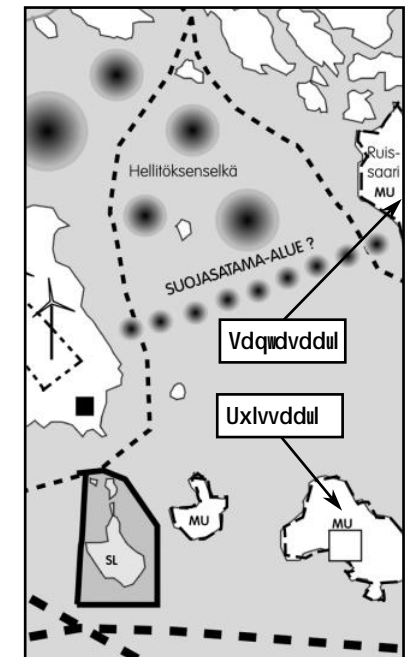 Hellitöksenselkä
Ruis-
saari
MU
SUOJASATAMA-ALUE ?
Vdqwdvddul
Uxlvvddul
MU
MU
SL